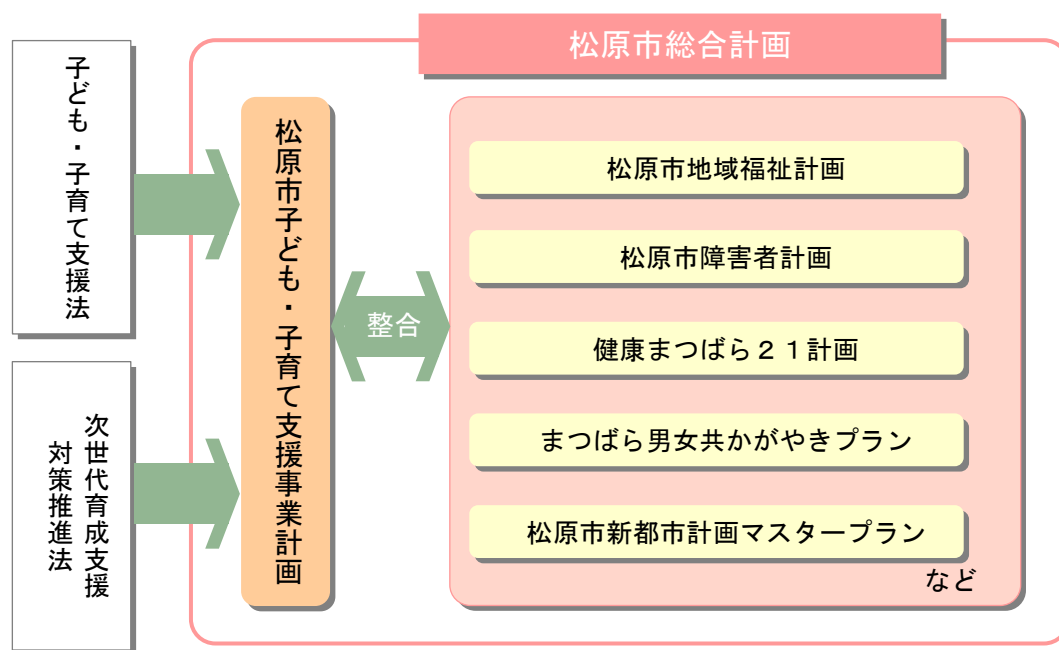 松原市総合計画
子ども・子育て支援法
次世代育成支援
対策推進法
松原市子ども・子育て支援事業計画
整合
松原市地域福祉計画
松原市障害者計画
健康まつばら２１計画
まつばら男女共かがやきプラン
松原市新都市計画マスタープラン
など